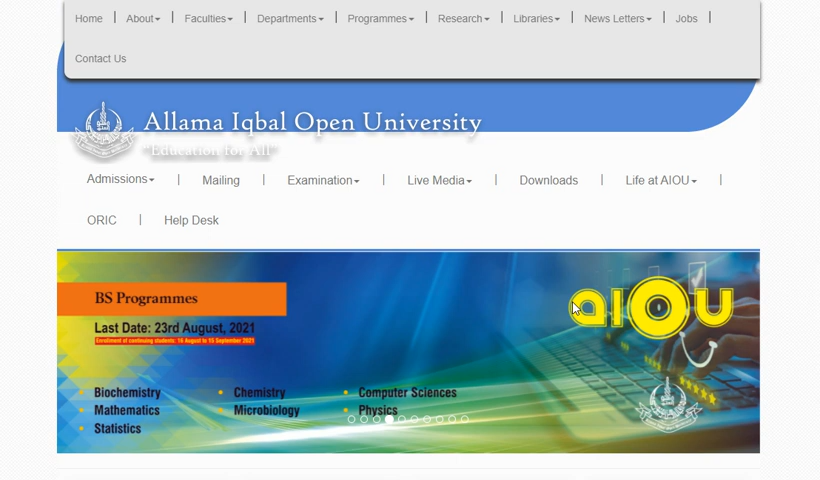 Home | About | Faculties | Departments | Programmes | Research | Libraries | News Letters | Jobs |
Contact Us
Allama Iqbal Open University
"Education for All"
Admissions | Mailing | Examination | Live Media | Downloads | Life at AIOU |
ORIC | Help Desk
BS Programmes
aIOU
Last Date: 23rd August, 2021
Enrollment of continuing students: 16 August to 15 September 2021
Biochemistry
Chemistry
Computer Sciences
Mathematics
Microbiology
Physics
Statistics